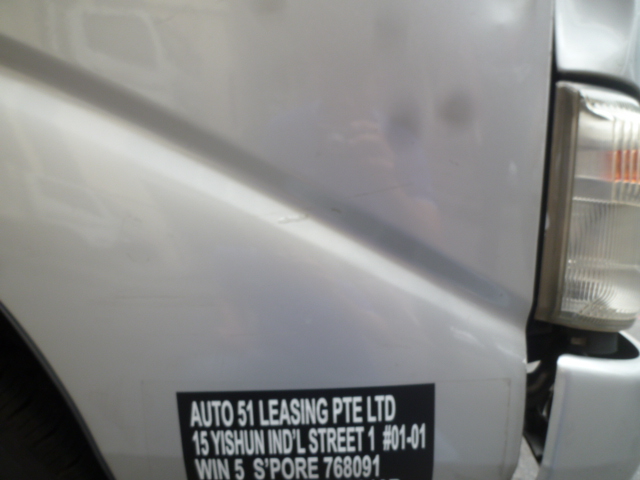 AUTO 51 LEASING PTE LTD
15 YISHUN IND'L STREET 1 #01-01
WIN 5 S'PORE 768091